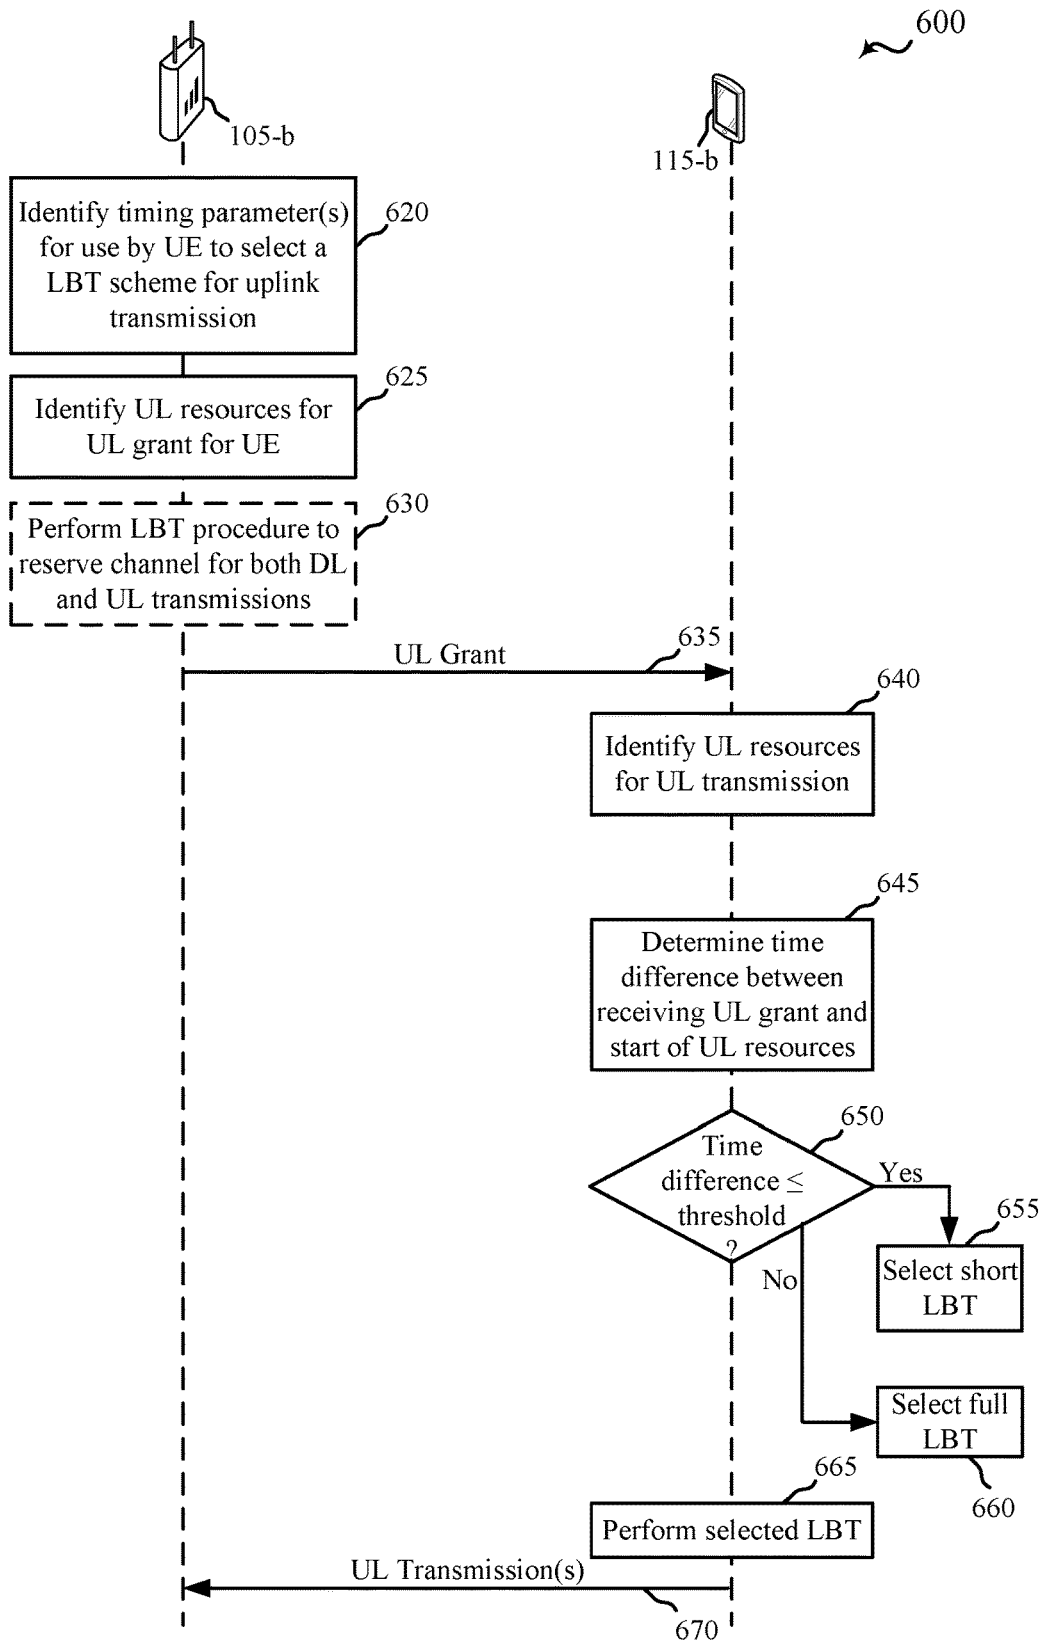 600
105-b
115-b
Identify timing parameter(s)
for use by UE to select a
LBT scheme for uplink
transmission
620
Identify UL resources for
UL grant for UE
625
Perform LBT procedure to
reserve channel for both DL
and UL transmissions
630
UL Grant
635
640
Identify UL resources
for UL transmission
645
Determine time
difference between
receiving UL grant and
start of UL resources
650
Time
difference ≤
threshold
?
Yes
655
Select short
LBT
No
Select full
LBT
660
665
Perform selected LBT
UL Transmission(s)
670